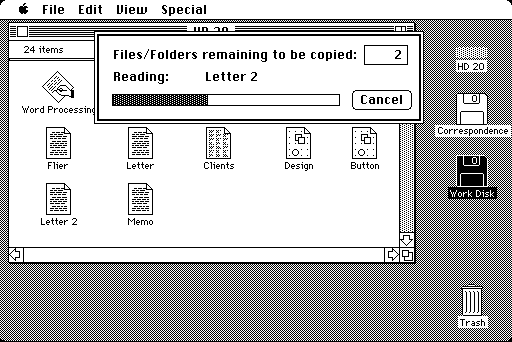 File Edit View Special
HD 20
24 items
Files/Folders remaining to be copied: 2
Reading: Letter 2
Cancel
HD 20
Word Processing
Correspondence
Flier Letter Clients Design Button
Work Disk
Letter 2 Memo
Trash